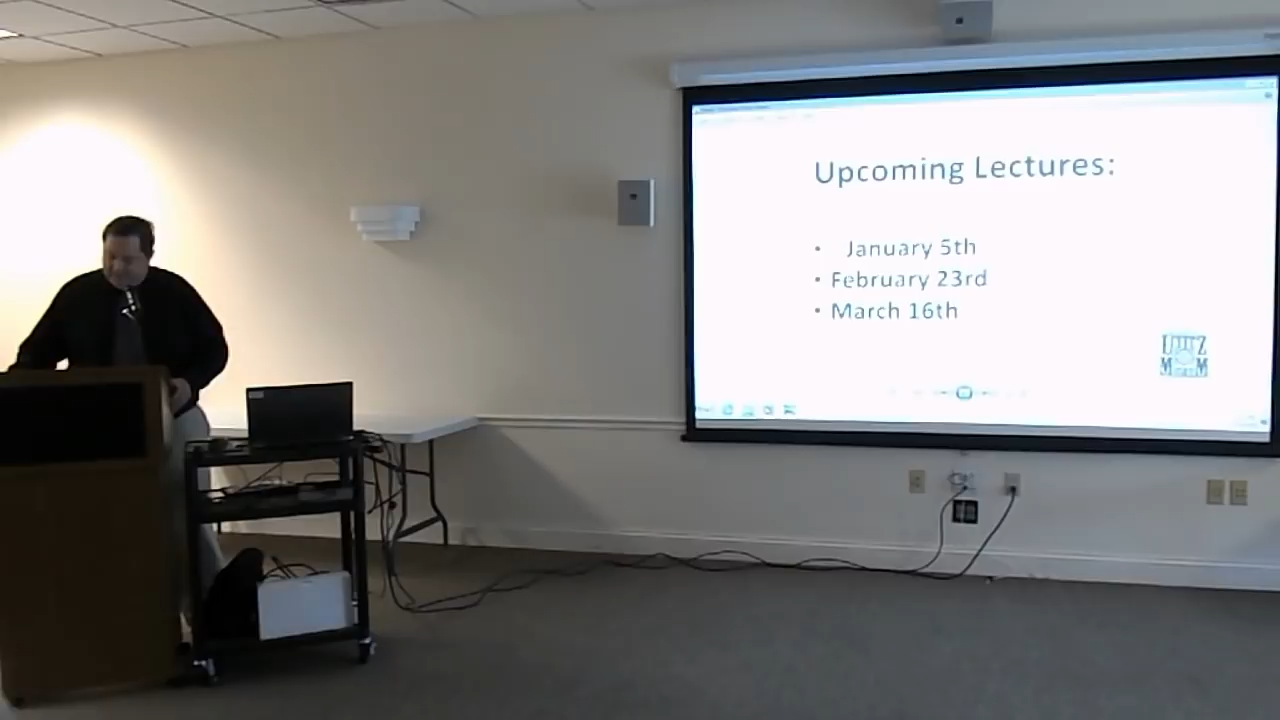 Upcoming Lectures:
• January 5th
• February 23rd
• March 16th